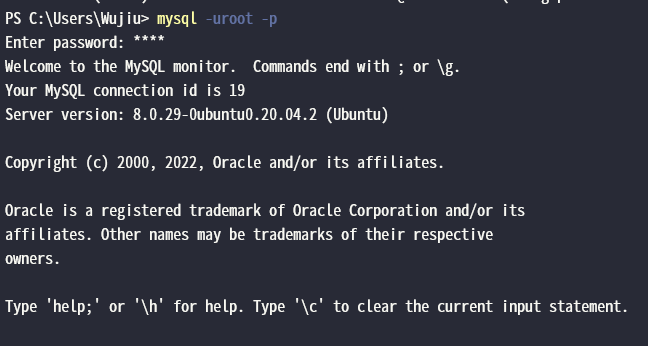 PS C:\Users\Wujiu> mysql -uroot -p
Enter password: ****
Welcome to the MySQL monitor.  Commands end with ; or \g.
Your MySQL connection id is 19
Server version: 8.0.29-0ubuntu0.20.04.2 (Ubuntu)

Copyright (c) 2000, 2022, Oracle and/or its affiliates.

Oracle is a registered trademark of Oracle Corporation and/or its
affiliates. Other names may be trademarks of their respective
owners.

Type 'help;' or '\h' for help. Type '\c' to clear the current input statement.